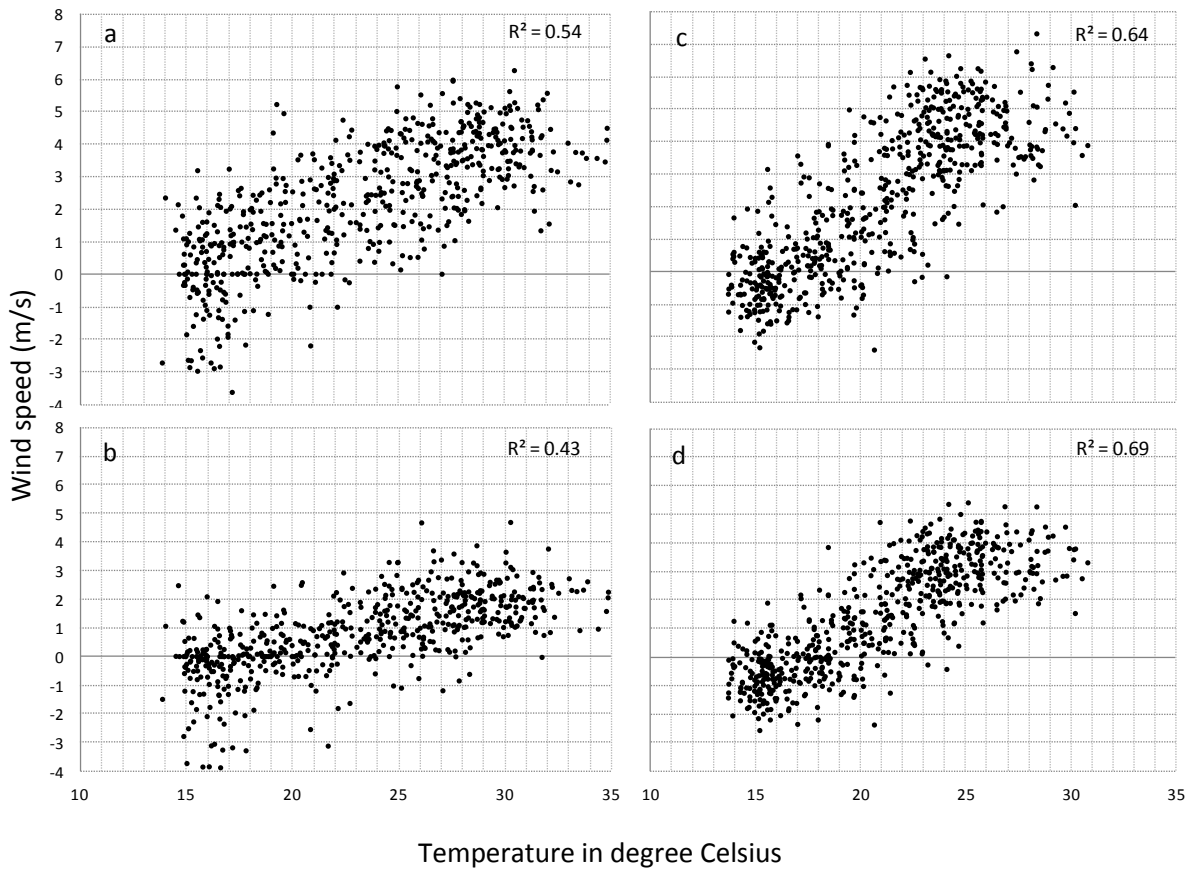 8
7
6
5
4
3
2
1
0
-1
-2
-3
-4
a
R² = 0.54
c
R² = 0.64
8
7
6
5
4
3
2
1
0
-1
-2
-3
-4
b
R² = 0.43
d
R² = 0.69
10 15 20 25 30 35
10 15 20 25 30 35
Wind speed (m/s)
Temperature in degree Celsius